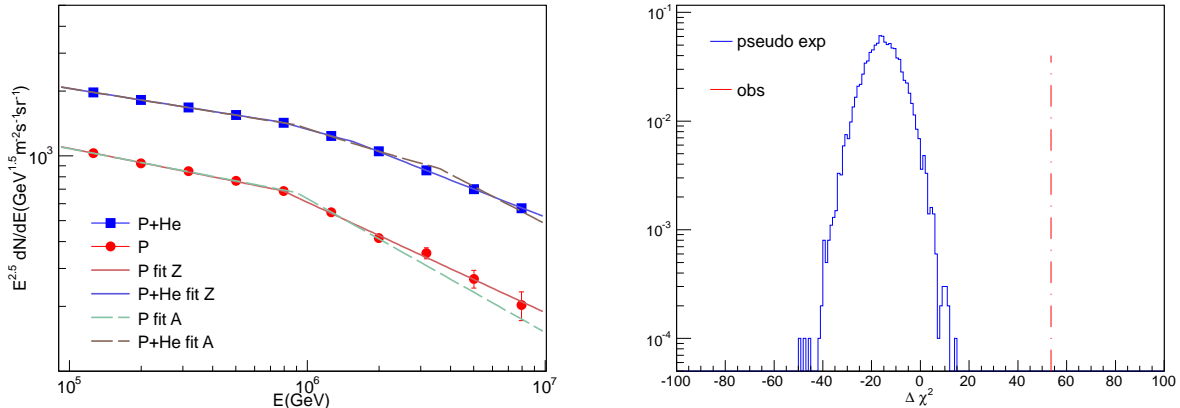 E^{2.5} dN/dE(GeV^{1.5}m^{-2}s^{-1}sr^{-1})
10^3
P+He
P
P fit Z
P+He fit Z
P fit A
P+He fit A
10^5 10^6 10^7
E(GeV)
10^{-1}
pseudo exp
obs
10^{-2}
10^{-3}
10^{-4}
-100 -80 -60 -40 -20 0 20 40 60 80 100
Δ χ^2